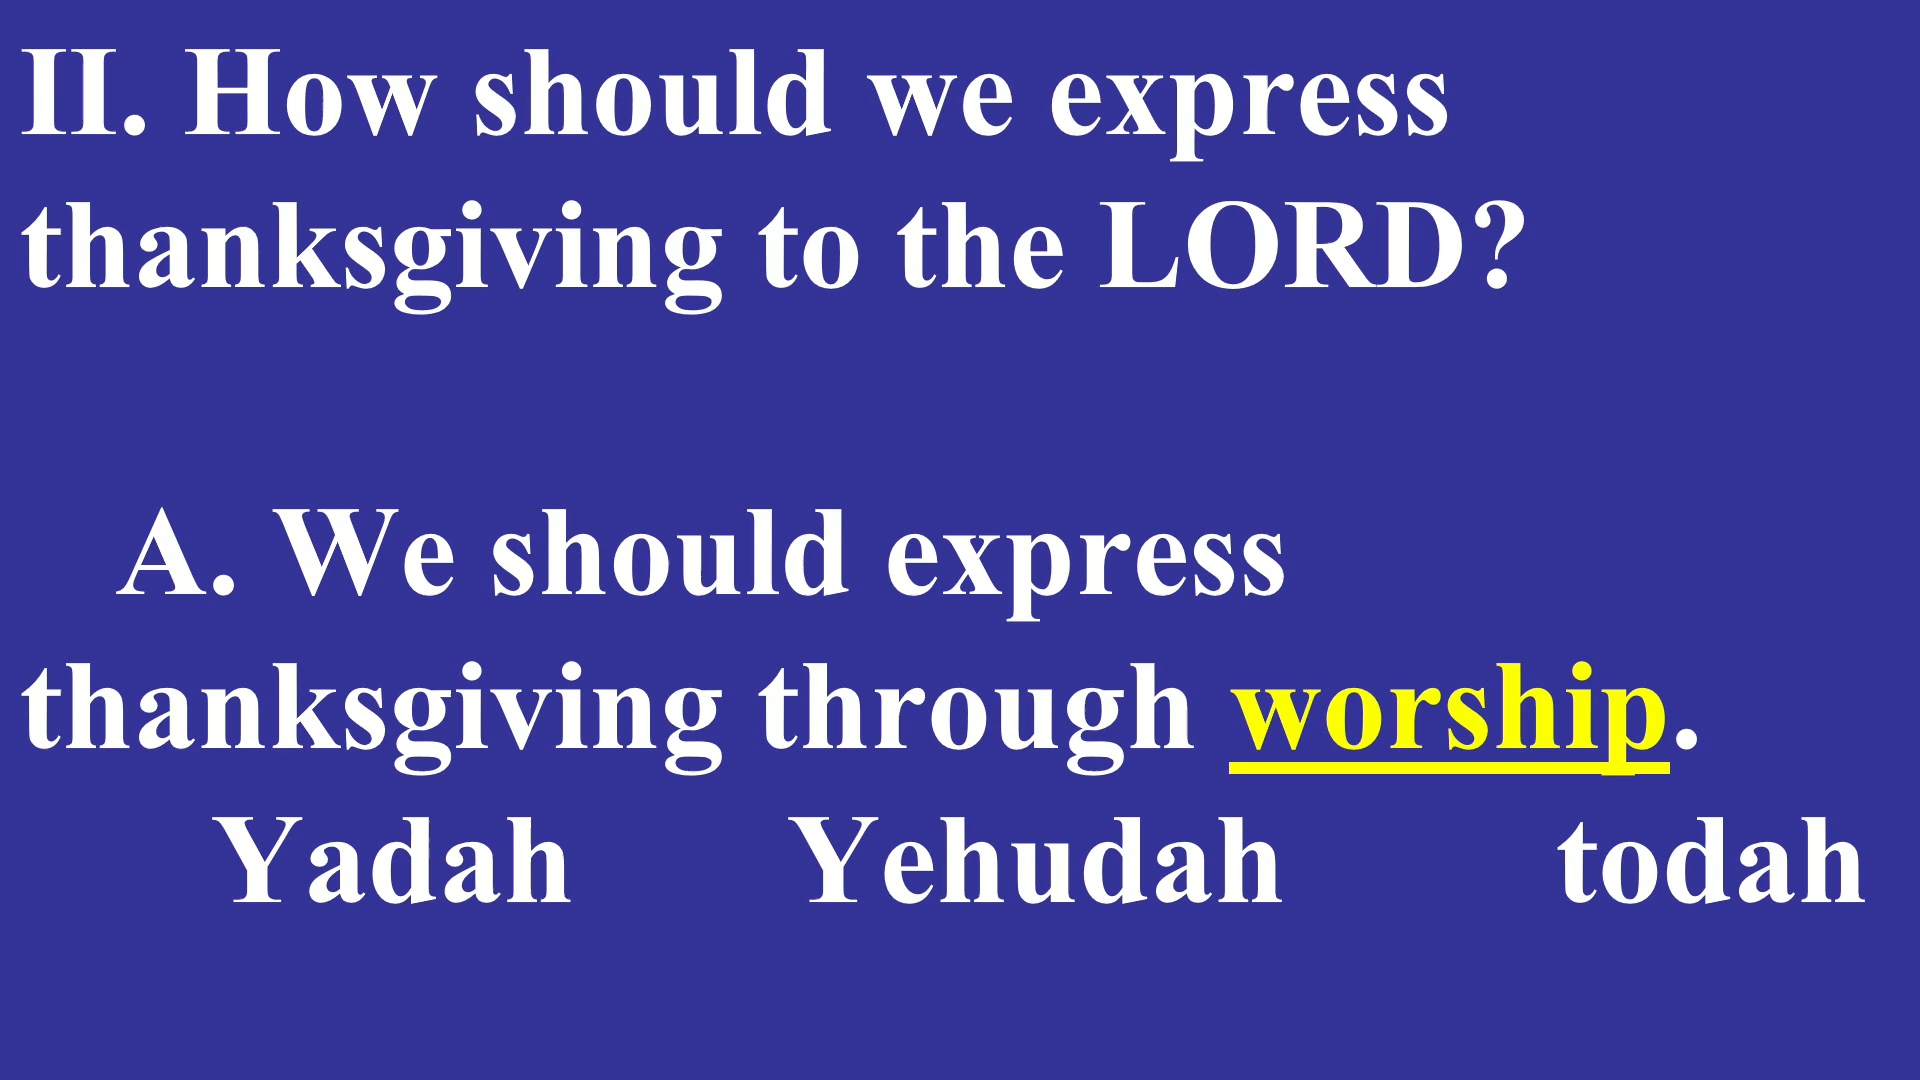 II. How should we express
thanksgiving to the LORD?
A. We should express
thanksgiving through worship.
Yadah Yehudah todah